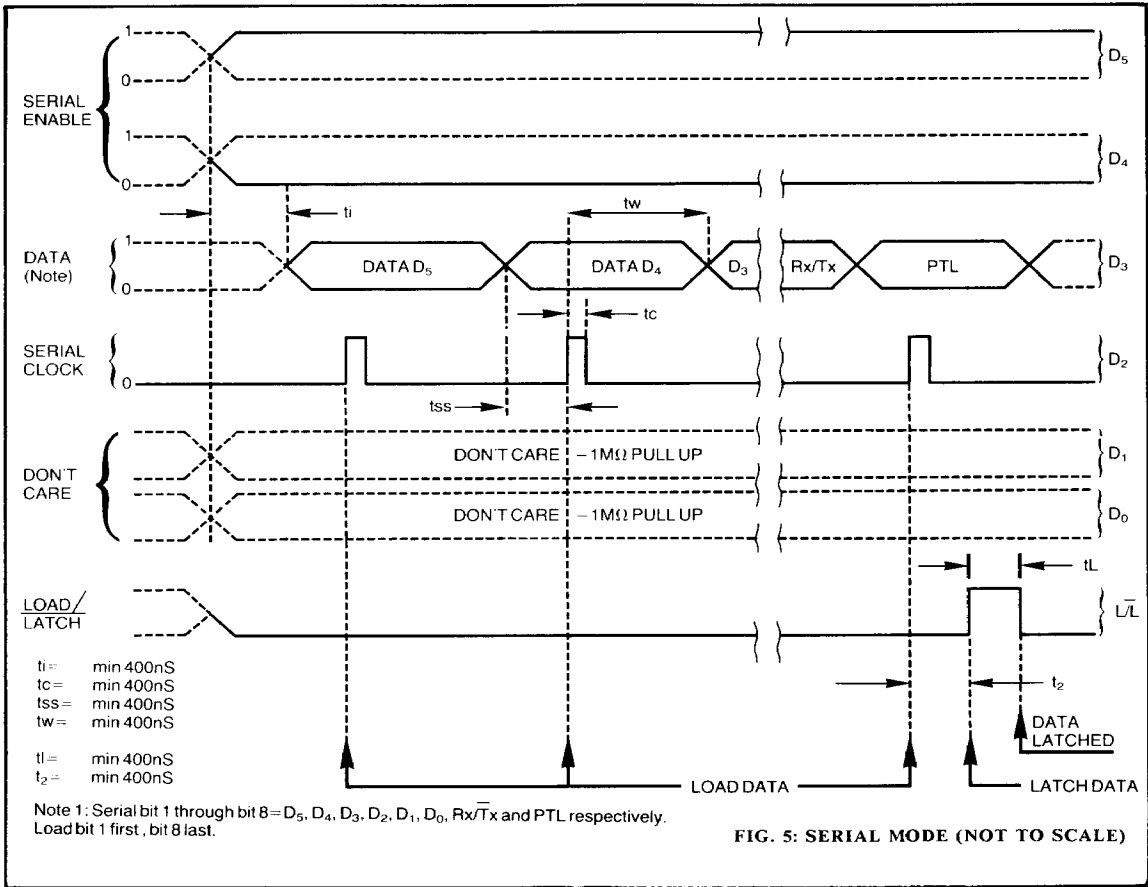 1
0
SERIAL
ENABLE
D5
1
0
D4
ti
tw
DATA
(Note)
1
0
DATA D5
DATA D4
D3
Rx/T̅x
PTL
D3
tc
SERIAL
CLOCK
0
D2
tss
DON'T
CARE
DON'T CARE –1MΩ PULL UP
D1
DON'T CARE –1MΩ PULL UP
D0
tL
LOAD/
LATCH
L/L̅
ti= min 400nS
tc= min 400nS
tss= min 400nS
tw= min 400nS
tl= min 400nS
t2= min 400nS
t2
DATA
LATCHED
LOAD DATA
LATCH DATA
Note 1: Serial bit 1 through bit 8=D5, D4, D3, D2, D1, D0, Rx/T̅x and PTL respectively.
Load bit 1 first, bit 8 last.
FIG. 5: SERIAL MODE (NOT TO SCALE)